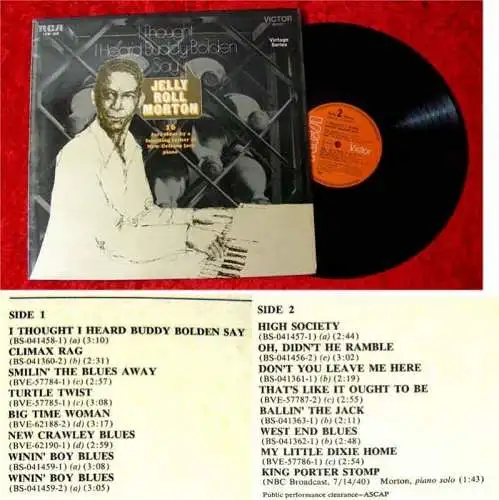 RCA
VICTOR
I thought
I Heard Buddy Bolden
Say
Vintage
Series
JELLY
ROLL
MORTON
16
piano
2
Victor
SIDE 1
I THOUGHT I HEARD BUDDY BOLDEN SAY
(BS-041458-1) (a) (3:10)
CLIMAX RAG
(BS-041360-2) (b) (2:31)
SMILIN' THE BLUES AWAY
(BVE-57784-1) (c) (2:57)
TURTLE TWIST
(BVE-57785-1) (c) (3:08)
BIG TIME WOMAN
(BVE-62188-2) (d) (3:17)
NEW CRAWLEY BLUES
(BVE-62190-1) (d) (2:59)
WININ' BOY BLUES
(BS-041459-1) (a) (3:08)
WININ' BOY BLUES
(BS-041459-2) (a) (3:05)
SIDE 2
HIGH SOCIETY
(BS-041457-1) (a) (2:44)
OH, DIDN'T HE RAMBLE
(BS-041456-2) (e) (3:02)
DON'T YOU LEAVE ME HERE
(BS-041361-1) (b) (2:19)
THAT'S LIKE IT OUGHT TO BE
(BVE-57787-2) (c) (2:55)
BALLIN' THE JACK
(BS-041363-1) (b) (2:11)
WEST END BLUES
(BS-041362-1) (b) (2:48)
MY LITTLE DIXIE HOME
(BVE-57786-1) (c) (2:54)
KING PORTER STOMP
(NBC Broadcast, 7/14/40) Morton, piano solo (1:43)
Public performance clearance—ASCAP